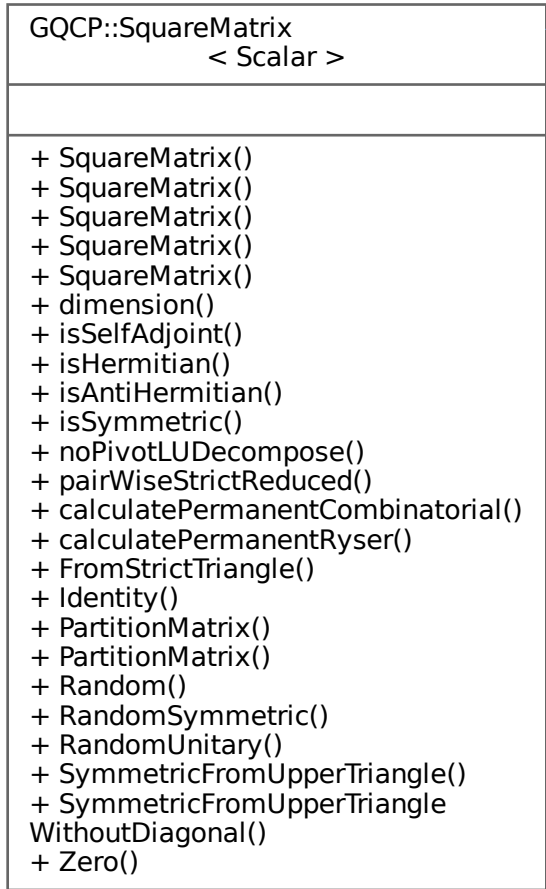 GQCP::SquareMatrix
< Scalar >
+ SquareMatrix()
+ SquareMatrix()
+ SquareMatrix()
+ SquareMatrix()
+ SquareMatrix()
+ dimension()
+ isSelfAdjoint()
+ isHermitian()
+ isAntiHermitian()
+ isSymmetric()
+ noPivotLUDecompose()
+ pairWiseStrictReduced()
+ calculatePermanentCombinatorial()
+ calculatePermanentRyser()
+ FromStrictTriangle()
+ Identity()
+ PartitionMatrix()
+ PartitionMatrix()
+ Random()
+ RandomSymmetric()
+ RandomUnitary()
+ SymmetricFromUpperTriangle()
+ SymmetricFromUpperTriangle
WithoutDiagonal()
+ Zero()